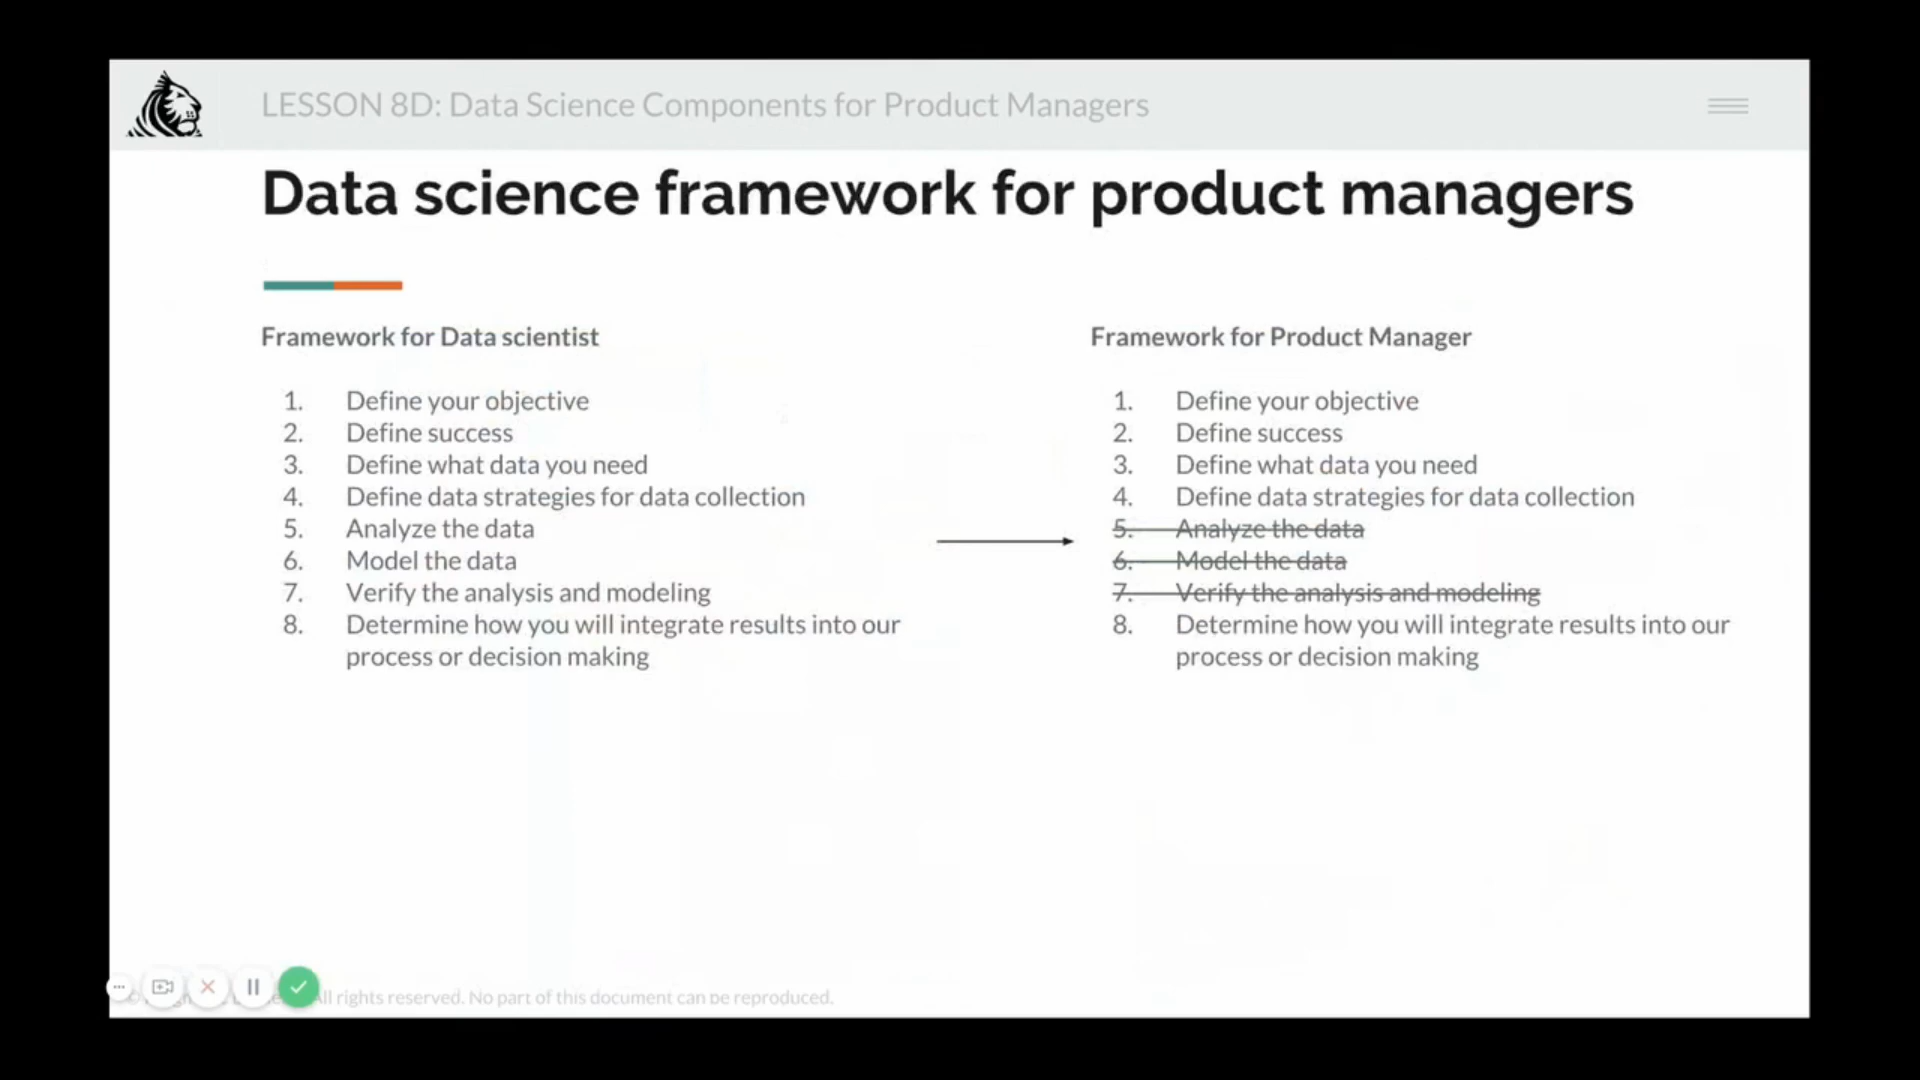 LESSON 8D: Data Science Components for Product Managers
Data science framework for product managers
Framework for Data scientist
1. Define your objective
2. Define success
3. Define what data you need
4. Define data strategies for data collection
5. Analyze the data
6. Model the data
7. Verify the analysis and modeling
8. Determine how you will integrate results into our
process or decision making
Framework for Product Manager
1. Define your objective
2. Define success
3. Define what data you need
4. Define data strategies for data collection
5. Analyze the data
6. Model the data
7. Verify the analysis and modeling
8. Determine how you will integrate results into our
process or decision making
All rights reserved. No part of this document can be reproduced.